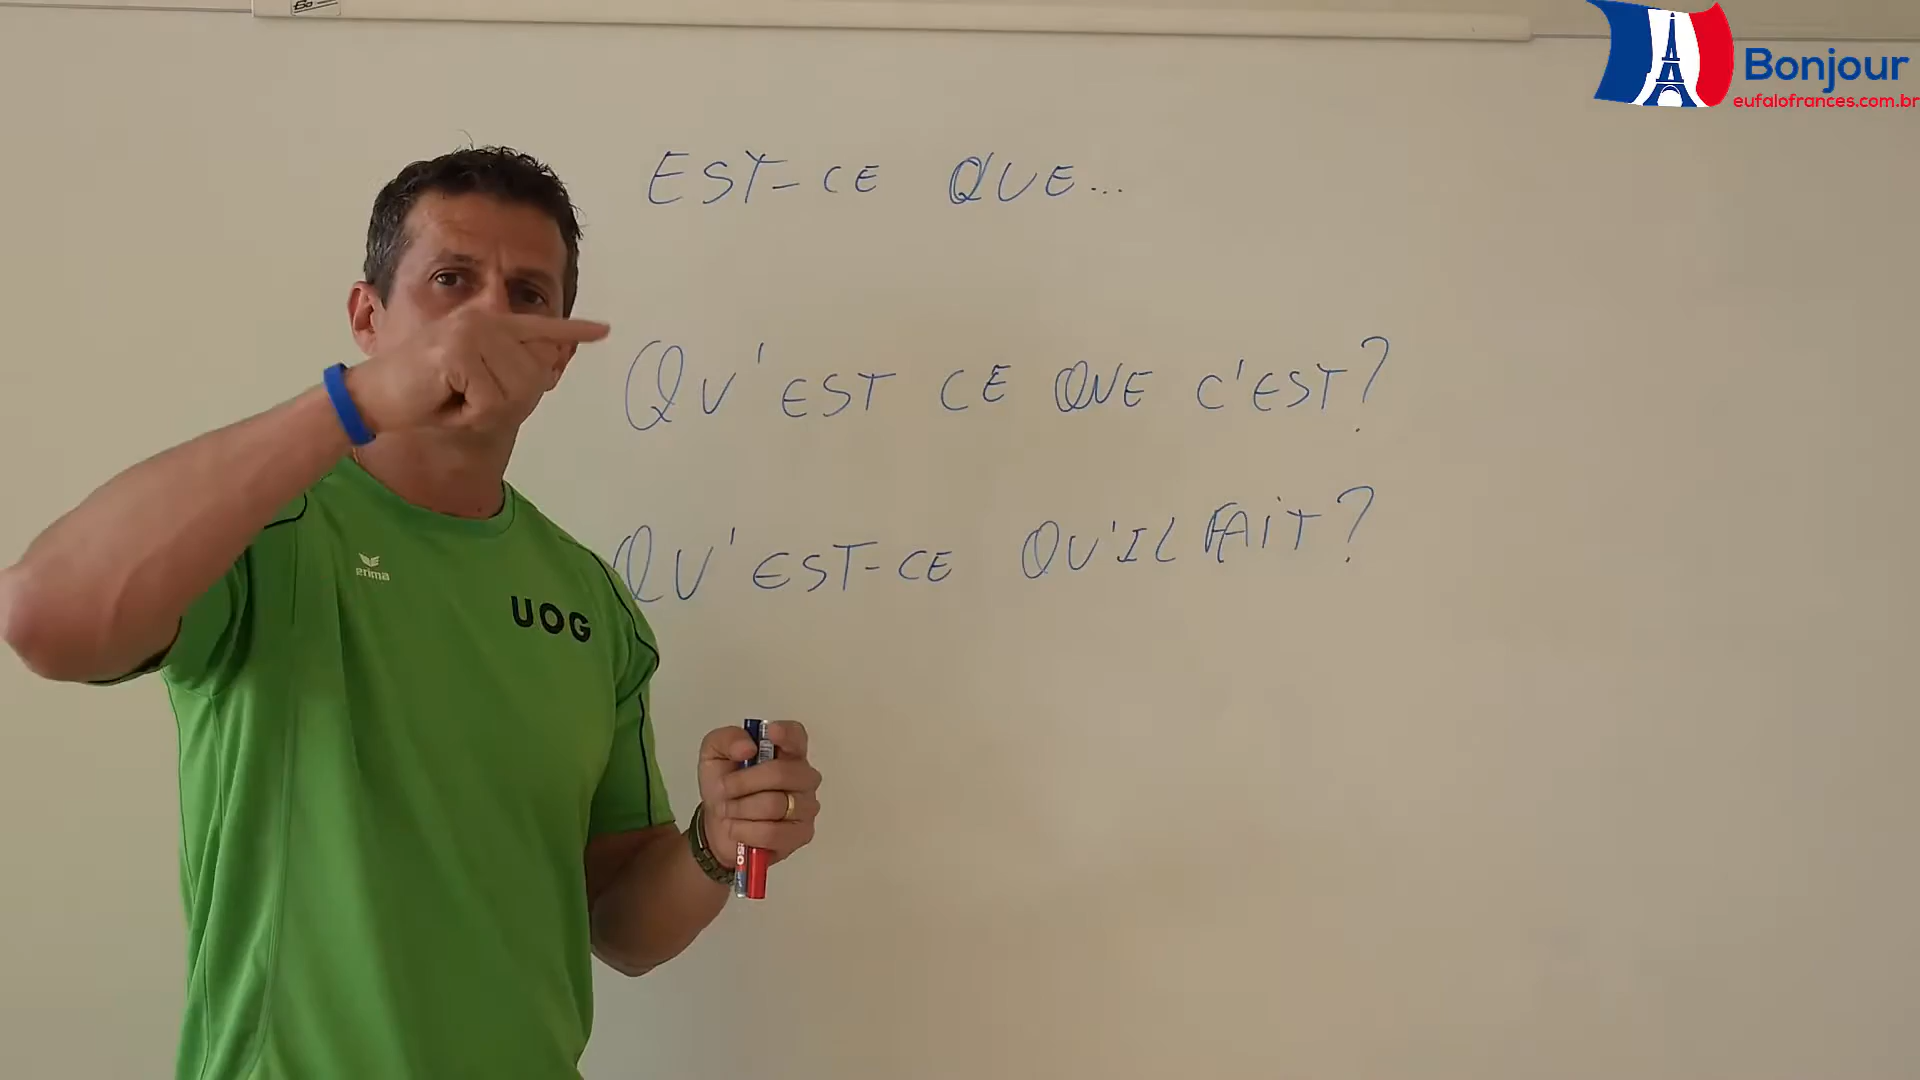 Bonjour
eufalofrances.com.br
EST-CE QUE...
QU'EST CE QUE C'EST?
QU'EST-CE QU'IL FAIT?
erima
UOG